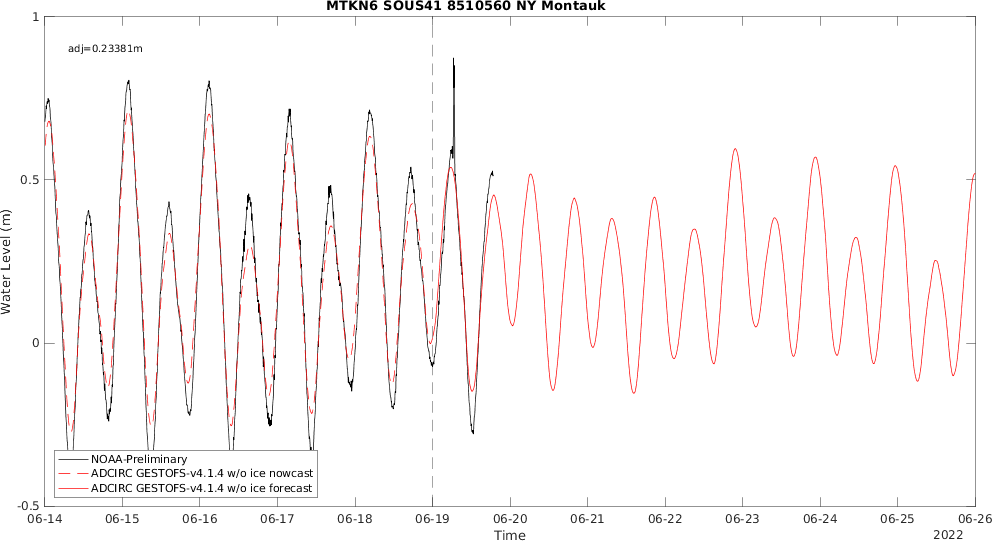 MTKN6 SOUS41 8510560 NY Montauk
adj=0.23381m
Water Level (m)
1
0.5
0
-0.5
NOAA-Preliminary
ADCIRC GESTOFS-v4.1.4 w/o ice nowcast
ADCIRC GESTOFS-v4.1.4 w/o ice forecast
06-14 06-15 06-16 06-17 06-18 06-19 06-20 06-21 06-22 06-23 06-24 06-25 06-26
Time
2022